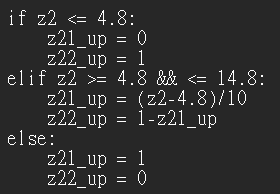 if z2 <= 4.8:
    z21_up = 0
    z22_up = 1
elif z2 >= 4.8 && <= 14.8:
    z21_up = (z2-4.8)/10
    z22_up = 1-z21_up
else:
    z21_up = 1
    z22_up = 0